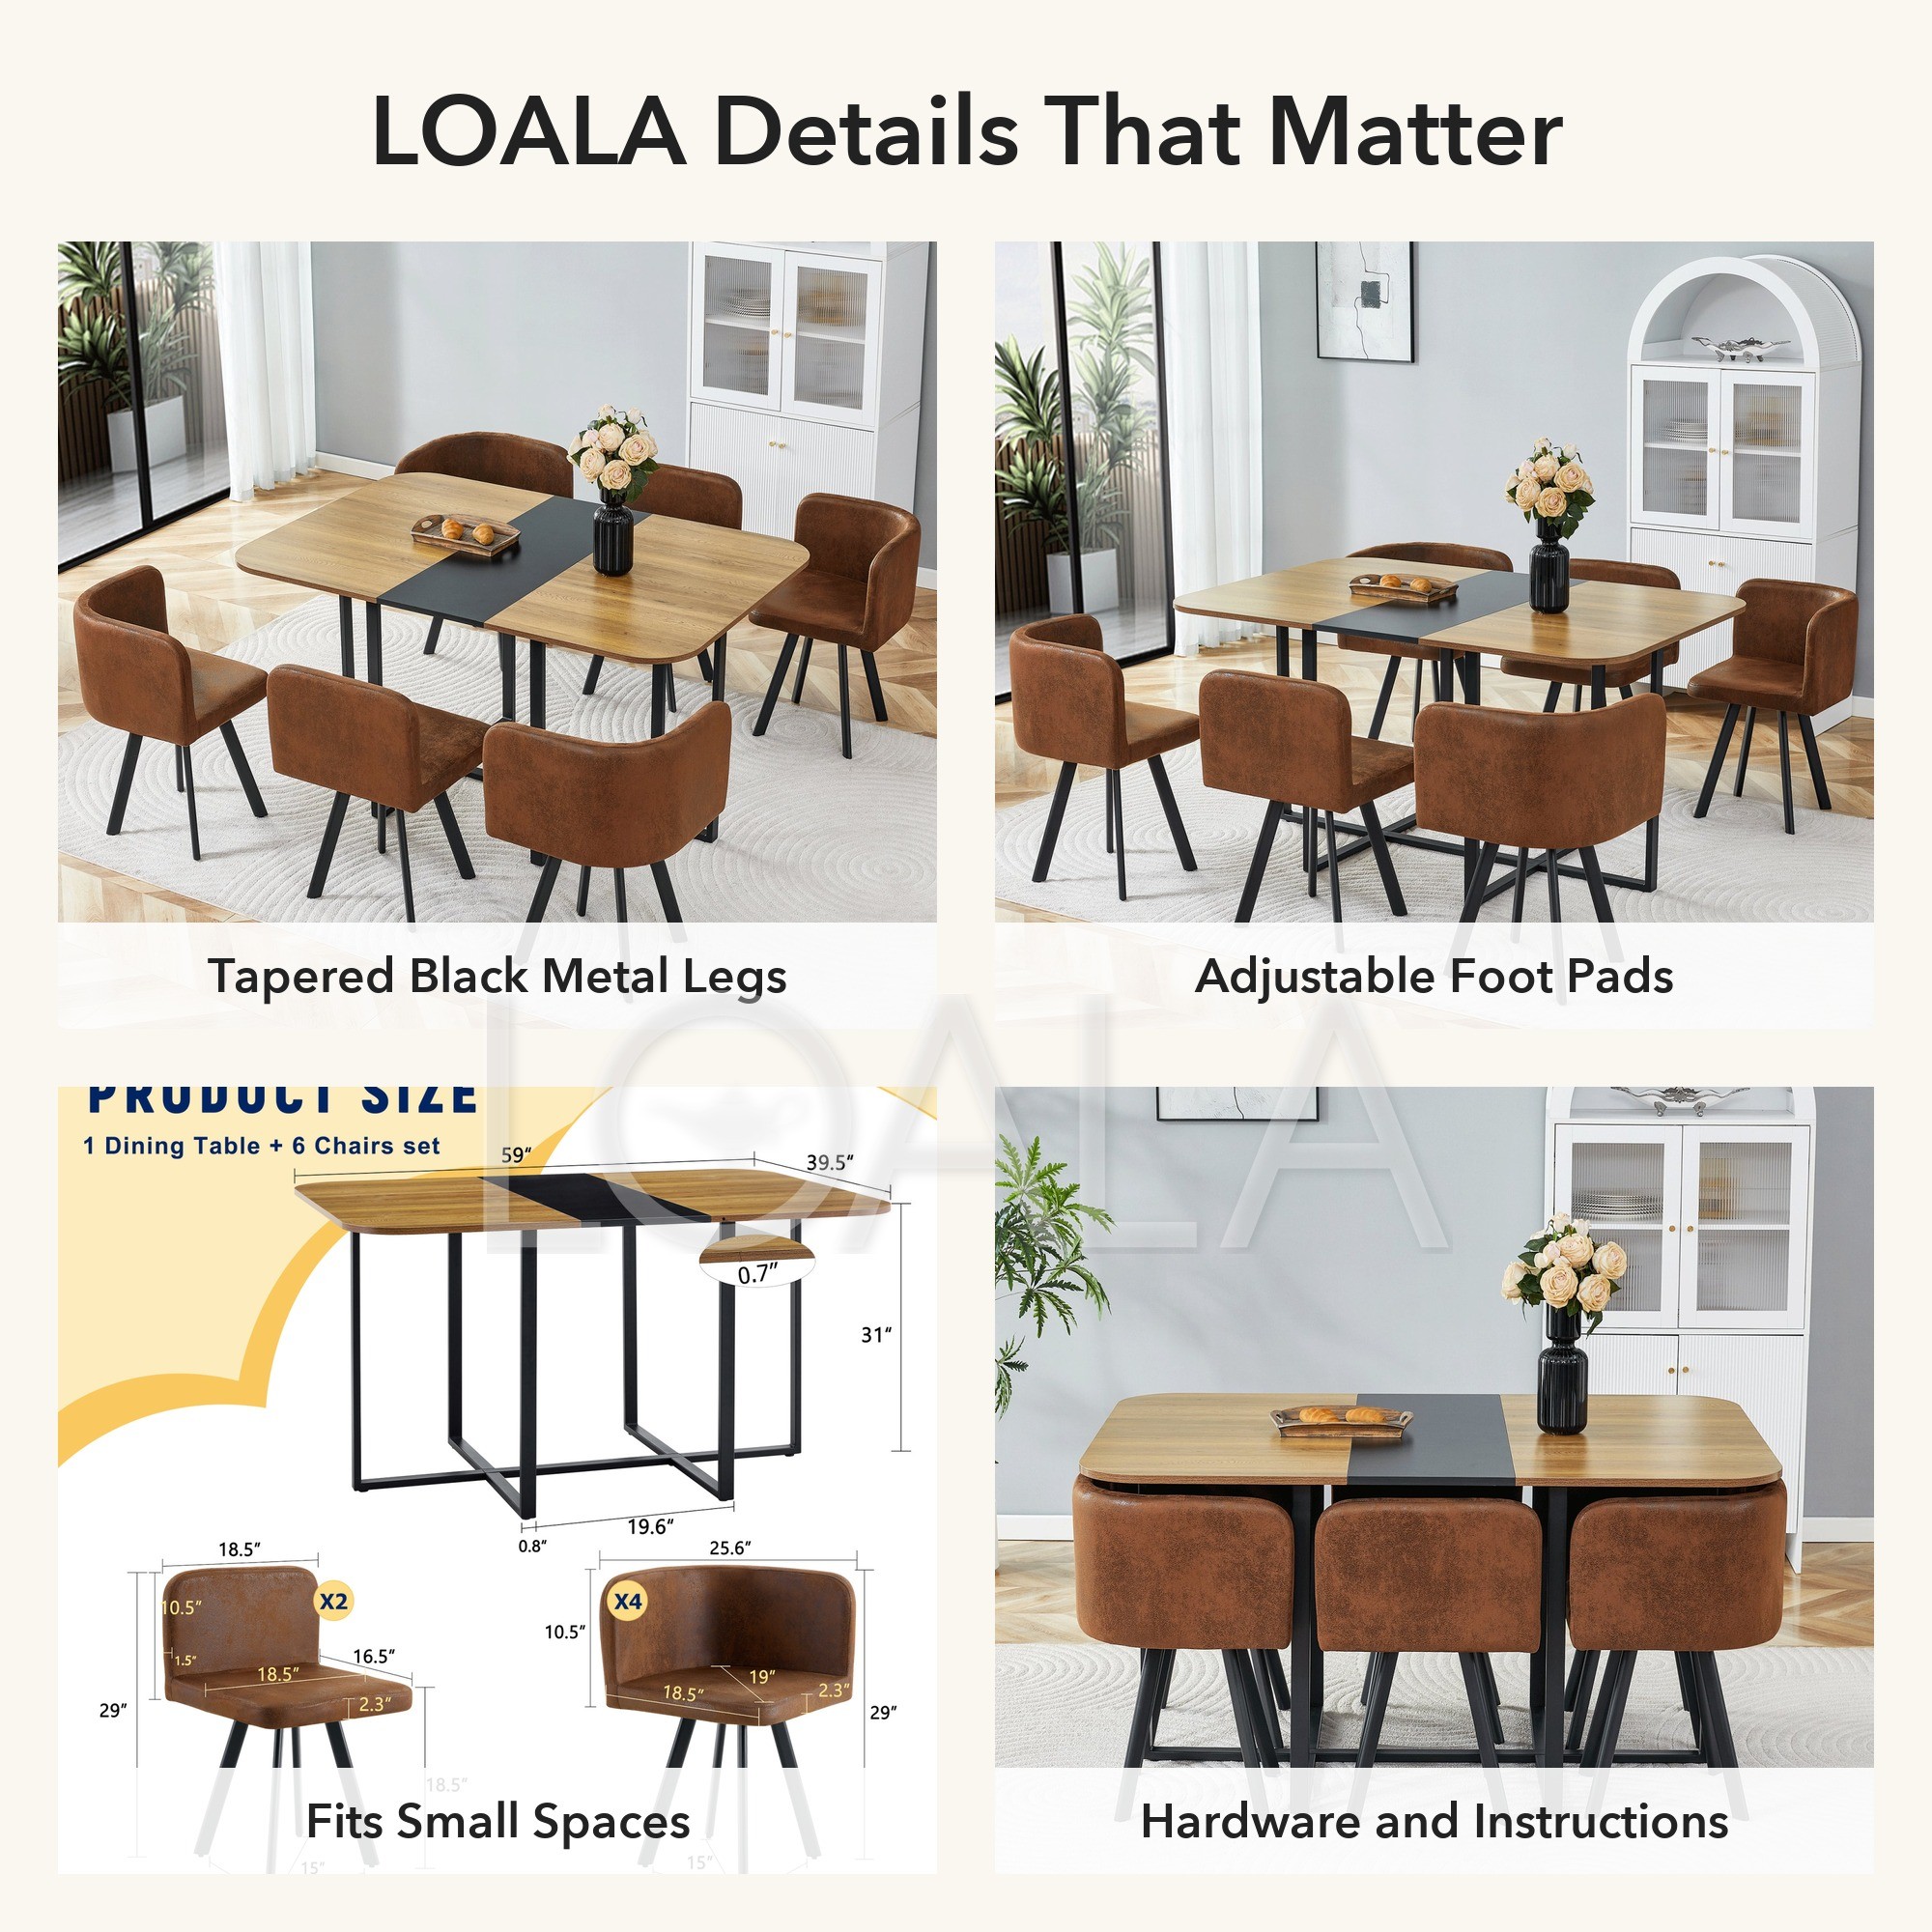 LOALA Details That Matter
Tapered Black Metal Legs
Adjustable Foot Pads
LOALA
PRODUCT SIZE
1 Dining Table + 6 Chairs set
59"
39.5"
0.7"
31"
19.6"
0.8"
18.5"
25.6"
X2
X4
10.5"
10.5"
1.5"
16.5"
18.5"
2.3"
29"
19"
18.5"
2.3"
29"
18.5"
15"
15"
Fits Small Spaces
Hardware and Instructions